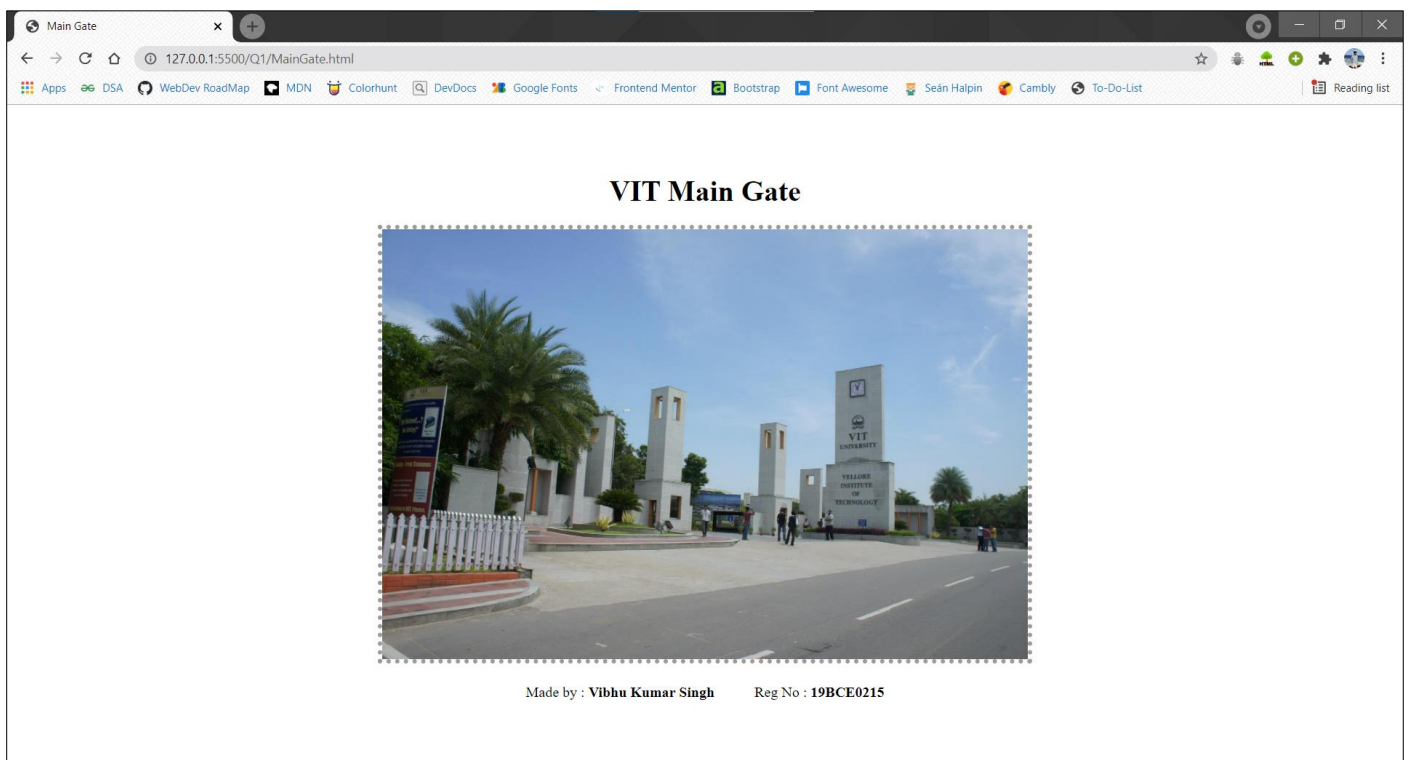 Main Gate
127.0.0.1:5500/Q1/MainGate.html
Apps DSA WebDev RoadMap MDN Colorhunt DevDocs Google Fonts Frontend Mentor Bootstrap Font Awesome Seán Halpin Cambly To-Do-List Reading list
VIT Main Gate
VIT
UNIVERSITY
VELLORE
INSTITUTE
OF
TECHNOLOGY
Made by : Vibhu Kumar Singh Reg No : 19BCE0215